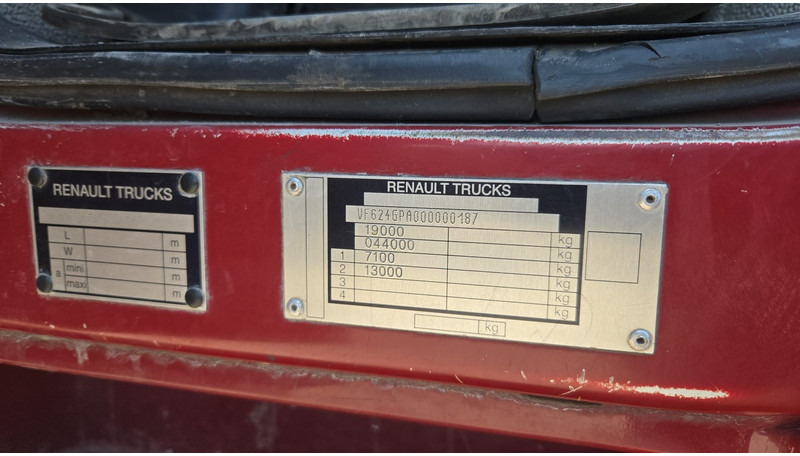 RENAULT TRUCKS
L m
W m
a mini m
maxi m
RENAULT TRUCKS
VF624GPA000000187
19000 kg
044000 kg
1 7100 kg
2 13000 kg
3 kg
4 kg
kg